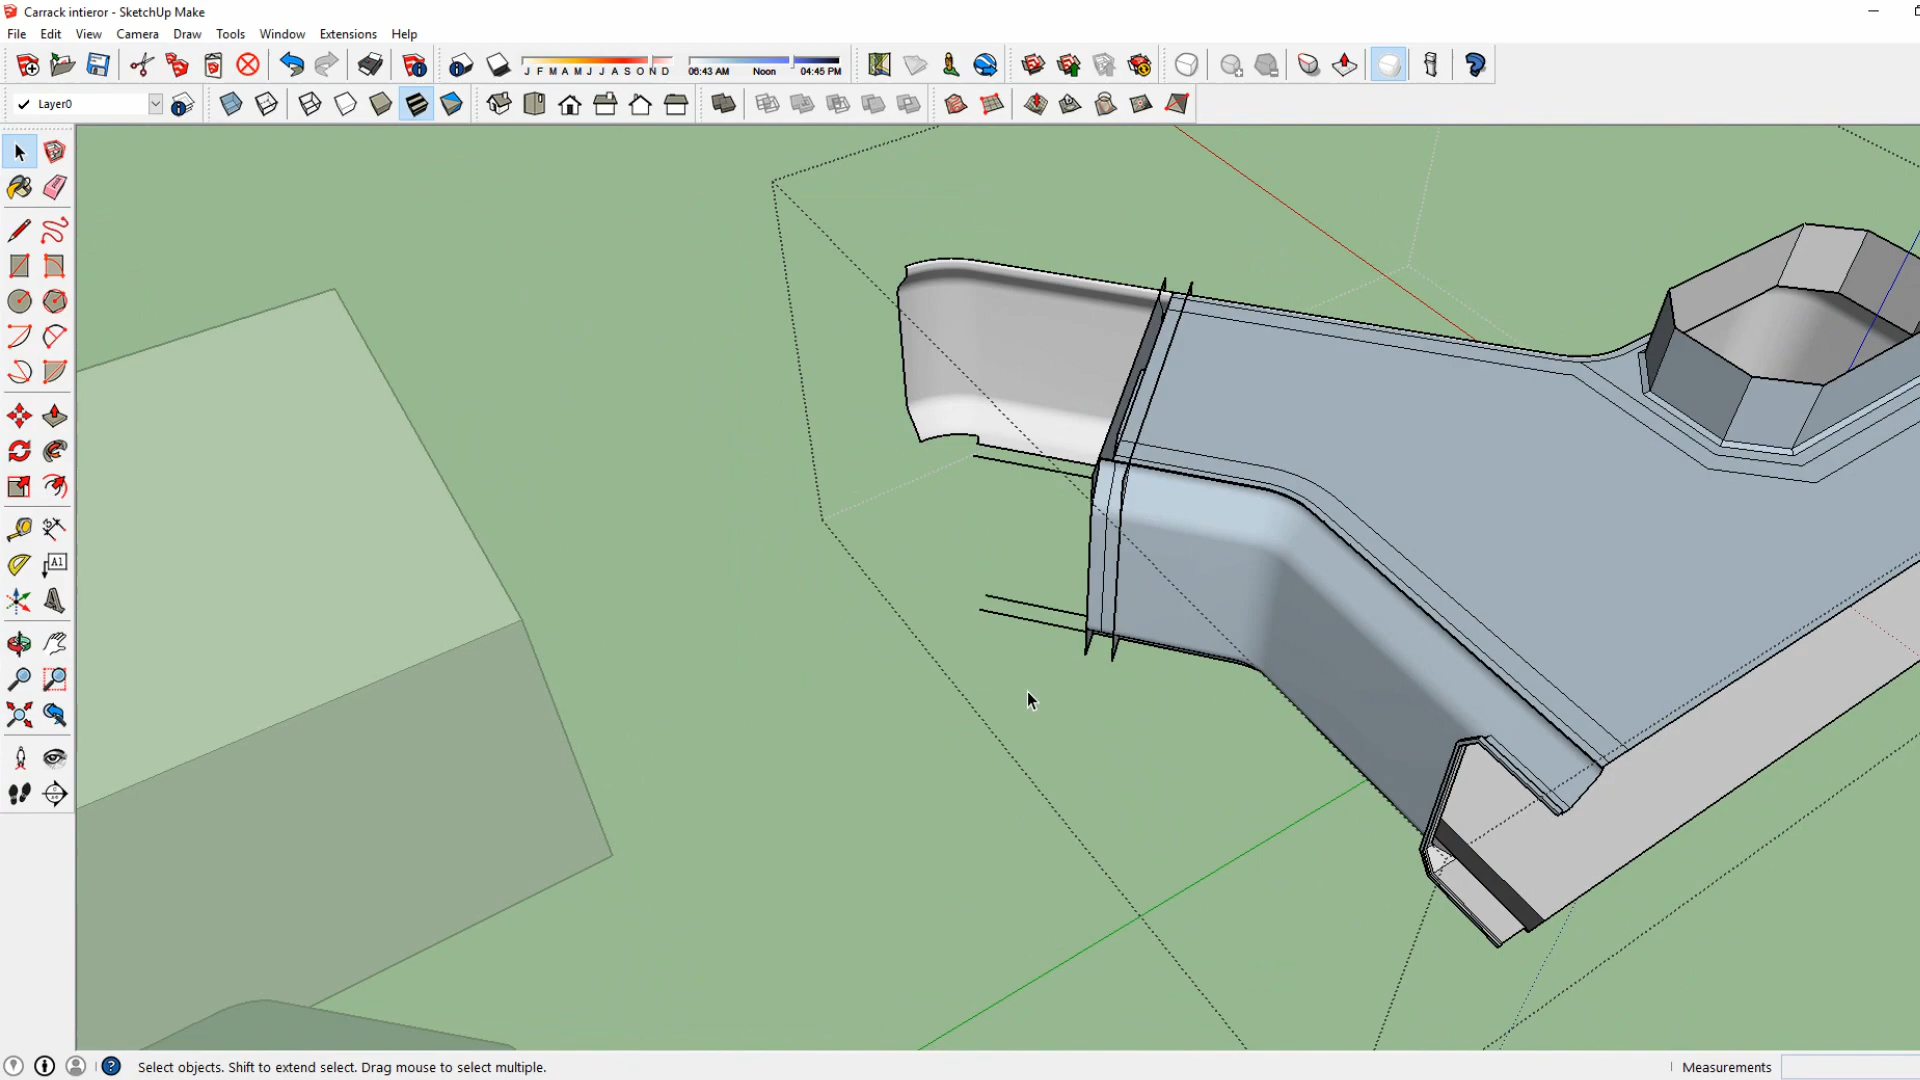 Carrack intieror - SketchUp Make
File Edit View Camera Draw Tools Window Extensions Help
J F M A M J J A S O N D 06:43 AM Noon 04:45 PM
Layer0
A1
Select objects. Shift to extend select. Drag mouse to select multiple.
Measurements